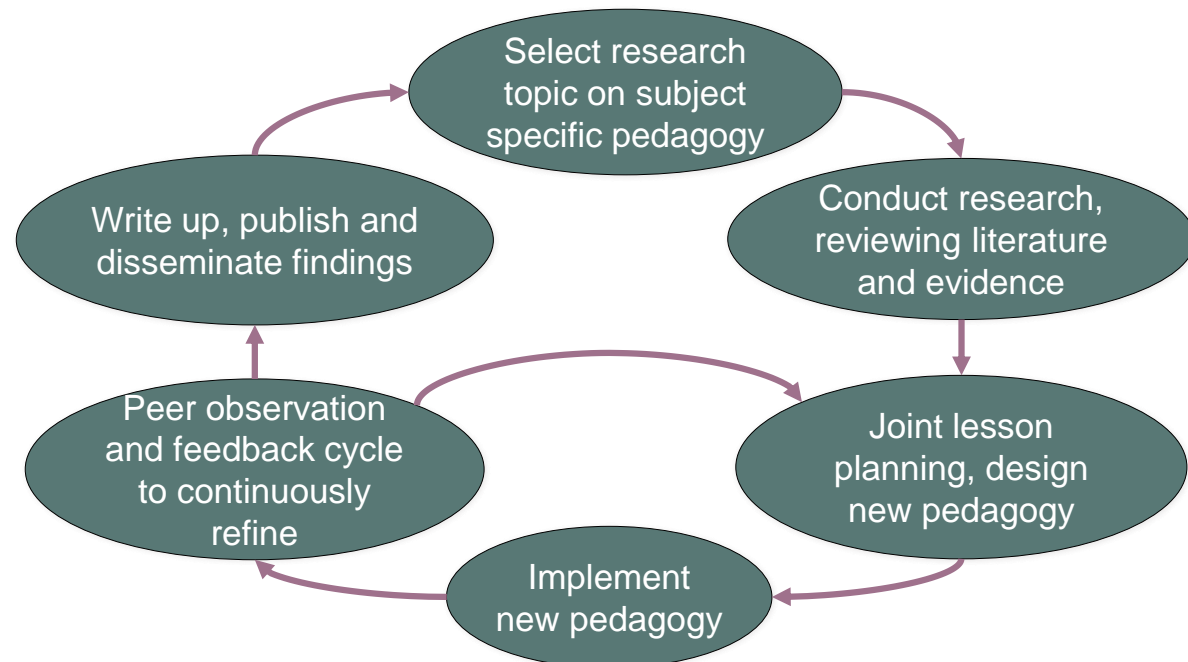 Select research
topic on subject
specific pedagogy
Conduct research,
reviewing literature
and evidence
Joint lesson
planning, design
new pedagogy
Implement
new pedagogy
Peer observation
and feedback cycle
to continuously
refine
Write up, publish and
disseminate findings